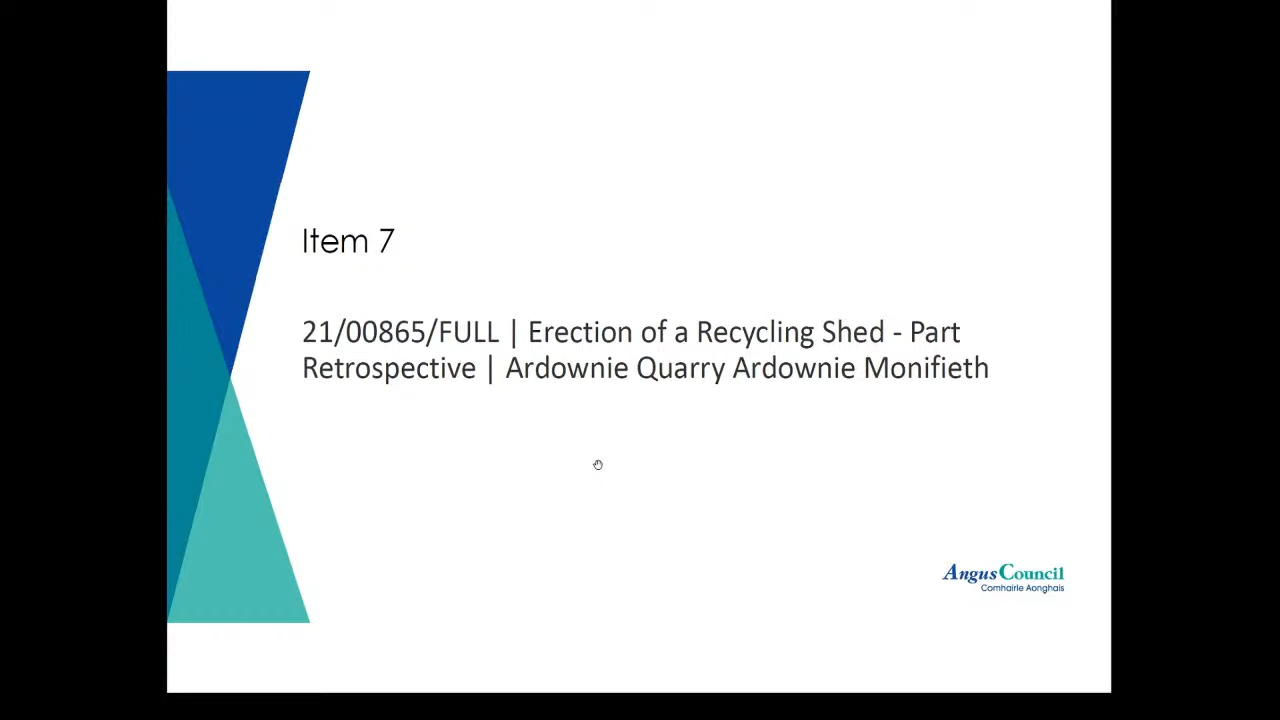 Item 7
21/00865/FULL | Erection of a Recycling Shed - Part
Retrospective | Ardownie Quarry Ardownie Monifieth
AngusCouncil
Comhairle Aonghais